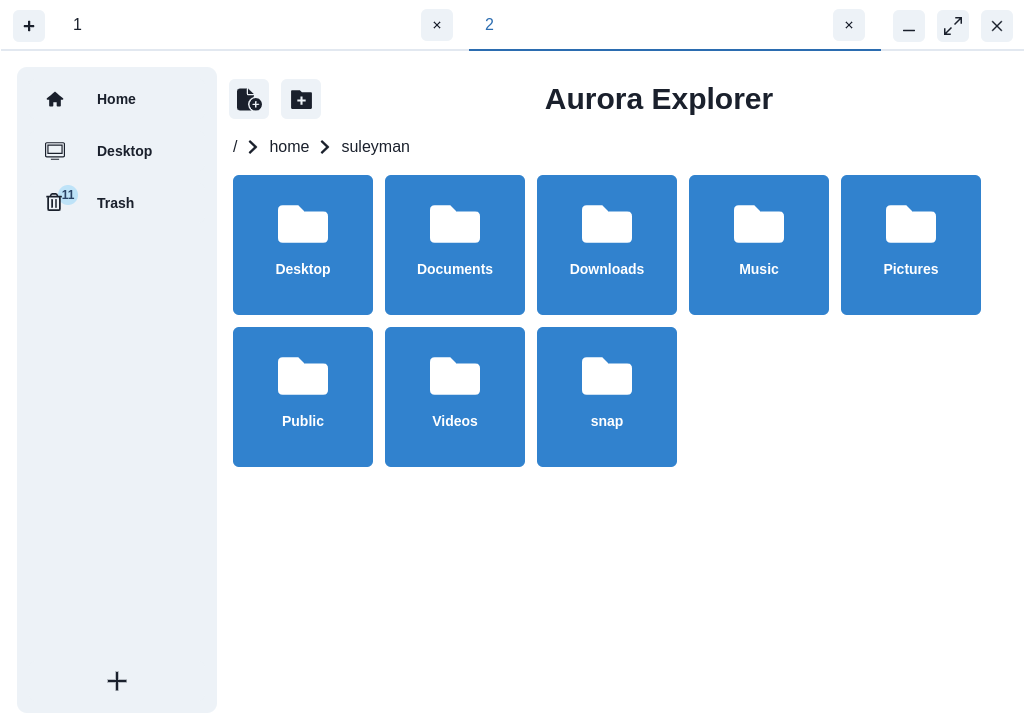 + 1 × 2 ×
Home
Desktop
11 Trash
Aurora Explorer
/ home suleyman
Desktop Documents Downloads Music Pictures
Public Videos snap